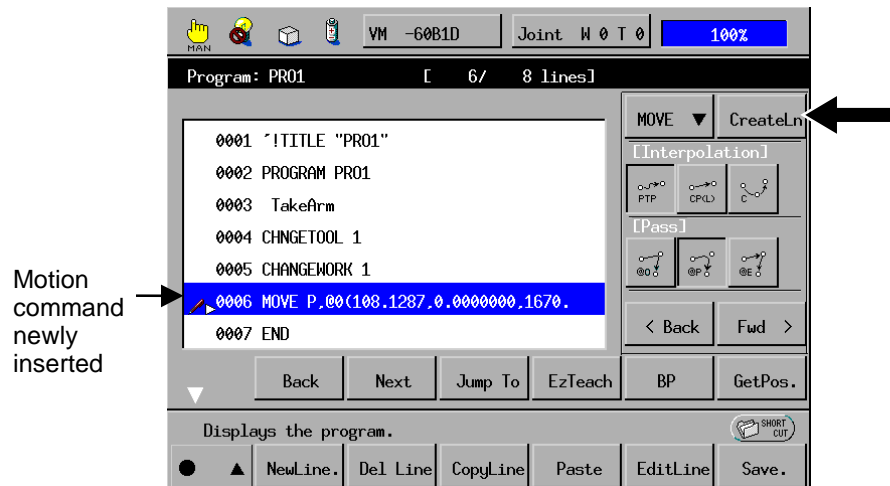 MAN
VM -60B1D
Joint W 0 T 0
100%
Program: PRO1 [ 6/ 8 lines]
MOVE ▼
CreateLn
0001 ´!TITLE "PRO1"
0002 PROGRAM PRO1
0003 TakeArm
0004 CHNGETOOL 1
0005 CHANGEWORK 1
0006 MOVE P,@0(108.1287,0.0000000,1670.
0007 END
[Interpolation]
PTP
CP(L)
C
[Pass]
@0
@P
@E
< Back
Fwd >
Motion
command
newly
inserted
Back
Next
Jump To
EzTeach
BP
GetPos.
Displays the program.
SHORT
CUT
NewLine.
Del Line
CopyLine
Paste
EditLine
Save.